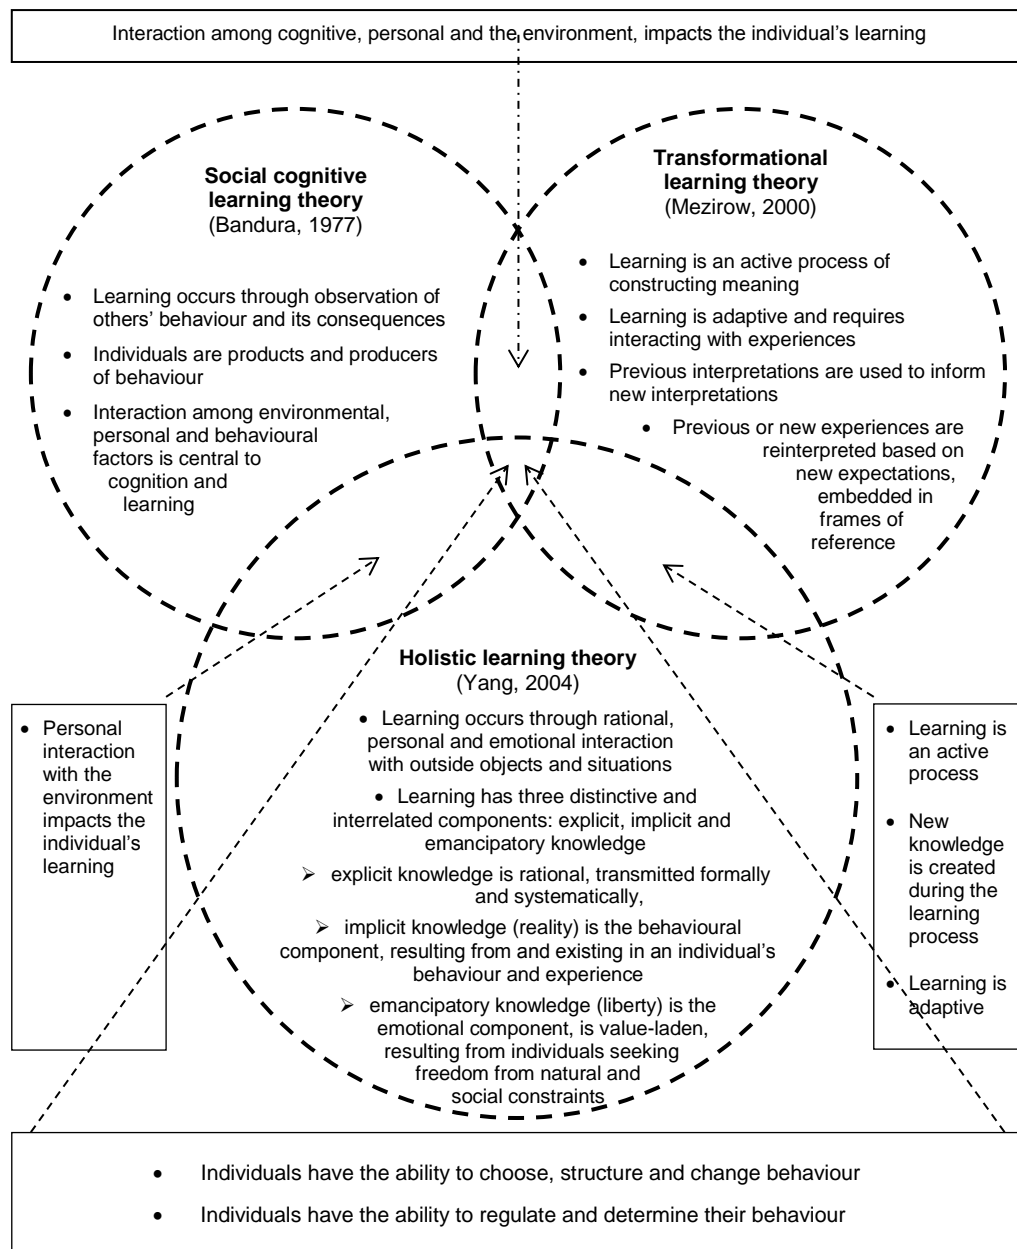 Interaction among cognitive, personal and the environment, impacts the individual's learning
Social cognitive
learning theory
(Bandura, 1977)
• Learning occurs through observation of
others' behaviour and its consequences
• Individuals are products and producers
of behaviour
• Interaction among environmental,
personal and behavioural
factors is central to
cognition and
learning
Transformational
learning theory
(Mezirow, 2000)
• Learning is an active process of
constructing meaning
• Learning is adaptive and requires
interacting with experiences
• Previous interpretations are used to inform
new interpretations
• Previous or new experiences are
reinterpreted based on
new expectations,
embedded in
frames of
reference
Holistic learning theory
(Yang, 2004)
• Learning occurs through rational,
personal and emotional interaction
with outside objects and situations
• Learning has three distinctive and
interrelated components: explicit, implicit and
emancipatory knowledge
➢ explicit knowledge is rational, transmitted formally
and systematically,
➢ implicit knowledge (reality) is the behavioural
component, resulting from and existing in an individual's
behaviour and experience
➢ emancipatory knowledge (liberty) is the
emotional component, is value-laden,
resulting from individuals seeking
freedom from natural and
social constraints
• Personal
interaction
with the
environment
impacts the
individual's
learning
• Learning is
an active
process
• New
knowledge
is created
during the
learning
process
• Learning is
adaptive
• Individuals have the ability to choose, structure and change behaviour
• Individuals have the ability to regulate and determine their behaviour